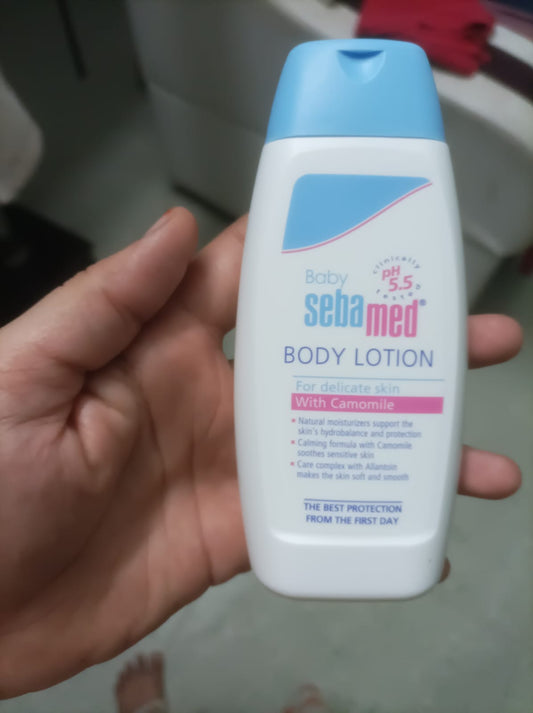 Baby
sebamed®
clinically tested
pH
5.5
BODY LOTION
For delicate skin
With Camomile
Natural moisturizers support the
skin's hydrobalance and protection
Calming formula with Camomile
soothes sensitive skin
Care complex with Allantoin
makes the skin soft and smooth
THE BEST PROTECTION
FROM THE FIRST DAY